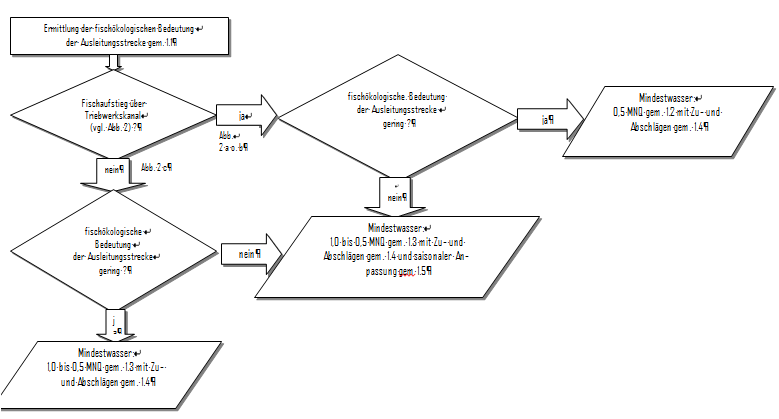 Ermittlung der fischökologischen Bedeutung
der Ausleitungsstrecke gem. 1.1
Fischaufstieg über
Triebwerkskanal
(vgl. Abb. 2) ?
ja
Abb.
2 a o. b
fischökologische Bedeutung
der Ausleitungsstrecke
gering ?
ja
Mindestwasser:
0,5 MNQ gem. 1.2 mit Zu- und
Abschlägen gem. 1.4
nein
Abb. 2 c
nein
fischökologische
Bedeutung
der Ausleitungsstrecke
gering ?
nein
Mindestwasser:
1,0 bis 0,5 MNQ gem. 1.3 mit Zu- und
Abschlägen gem. 1.4 und saisonaler An-
passung gem. 1.5
j
a
Mindestwasser:
1,0 bis 0,5 MNQ gem. 1.3 mit Zu-
und Abschlägen gem. 1.4